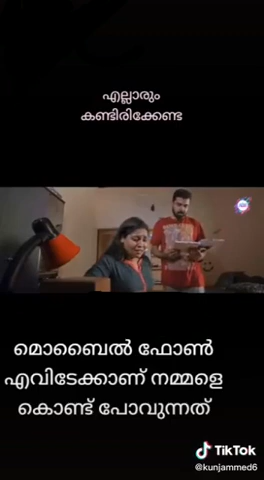 എല്ലാരും
കണ്ടിരിക്കേണ്ട
മൊബൈൽ ഫോൺ
എവിടേക്കാണ് നമ്മളെ
കൊണ്ട് പോവുന്നത്
TikTok
@kunjammed6